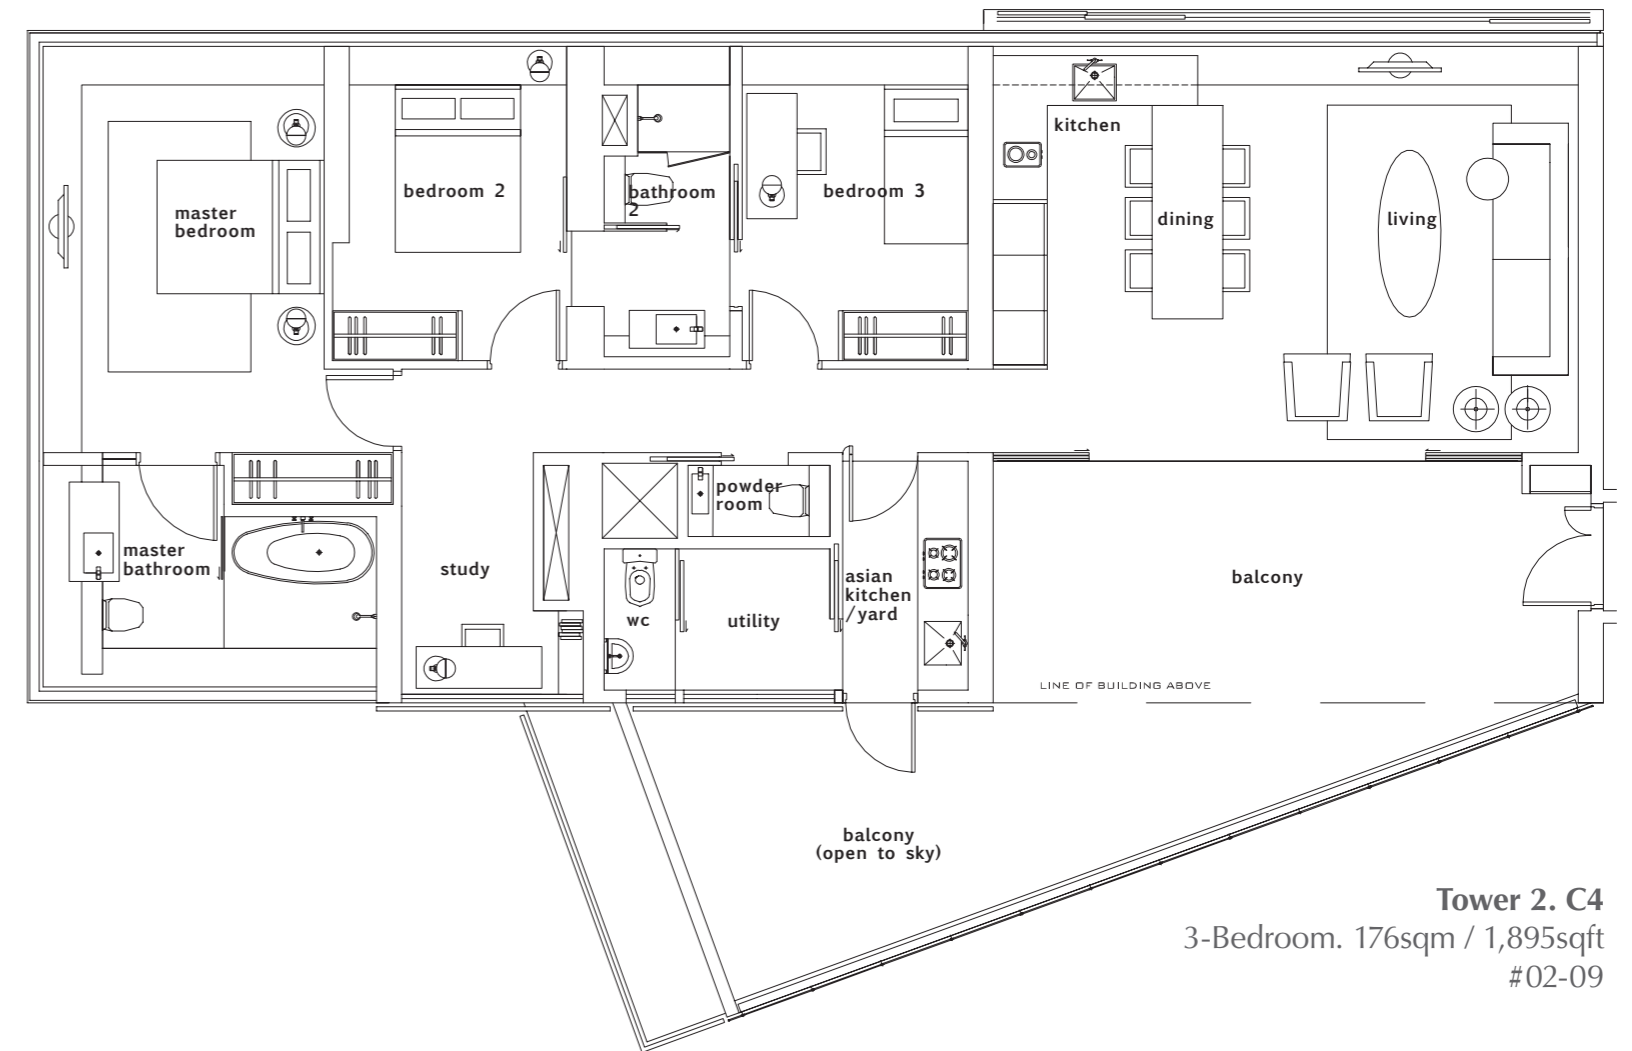 kitchen
bedroom 2
bathroom
2
bedroom 3
master
bedroom
dining
living
powder
room
master
bathroom
study
asian
kitchen
/yard
balcony
wc
utility
LINE OF BUILDING ABOVE
balcony
(open to sky)
Tower 2. C4
3-Bedroom. 176sqm / 1,895sqft
#02-09